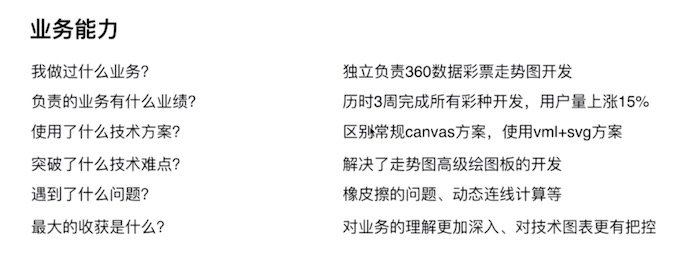 业务能力
我做过什么业务? 独立负责360数据彩票走势图开发
负责的业务有什么业绩? 历时3周完成所有彩种开发，用户量上涨15%
使用了什么技术方案? 区别常规canvas方案，使用vml+svg方案
突破了什么技术难点? 解决了走势图高级绘图板的开发
遇到了什么问题? 橡皮擦的问题、动态连线计算等
最大的收获是什么? 对业务的理解更加深入、对技术图表更有把控